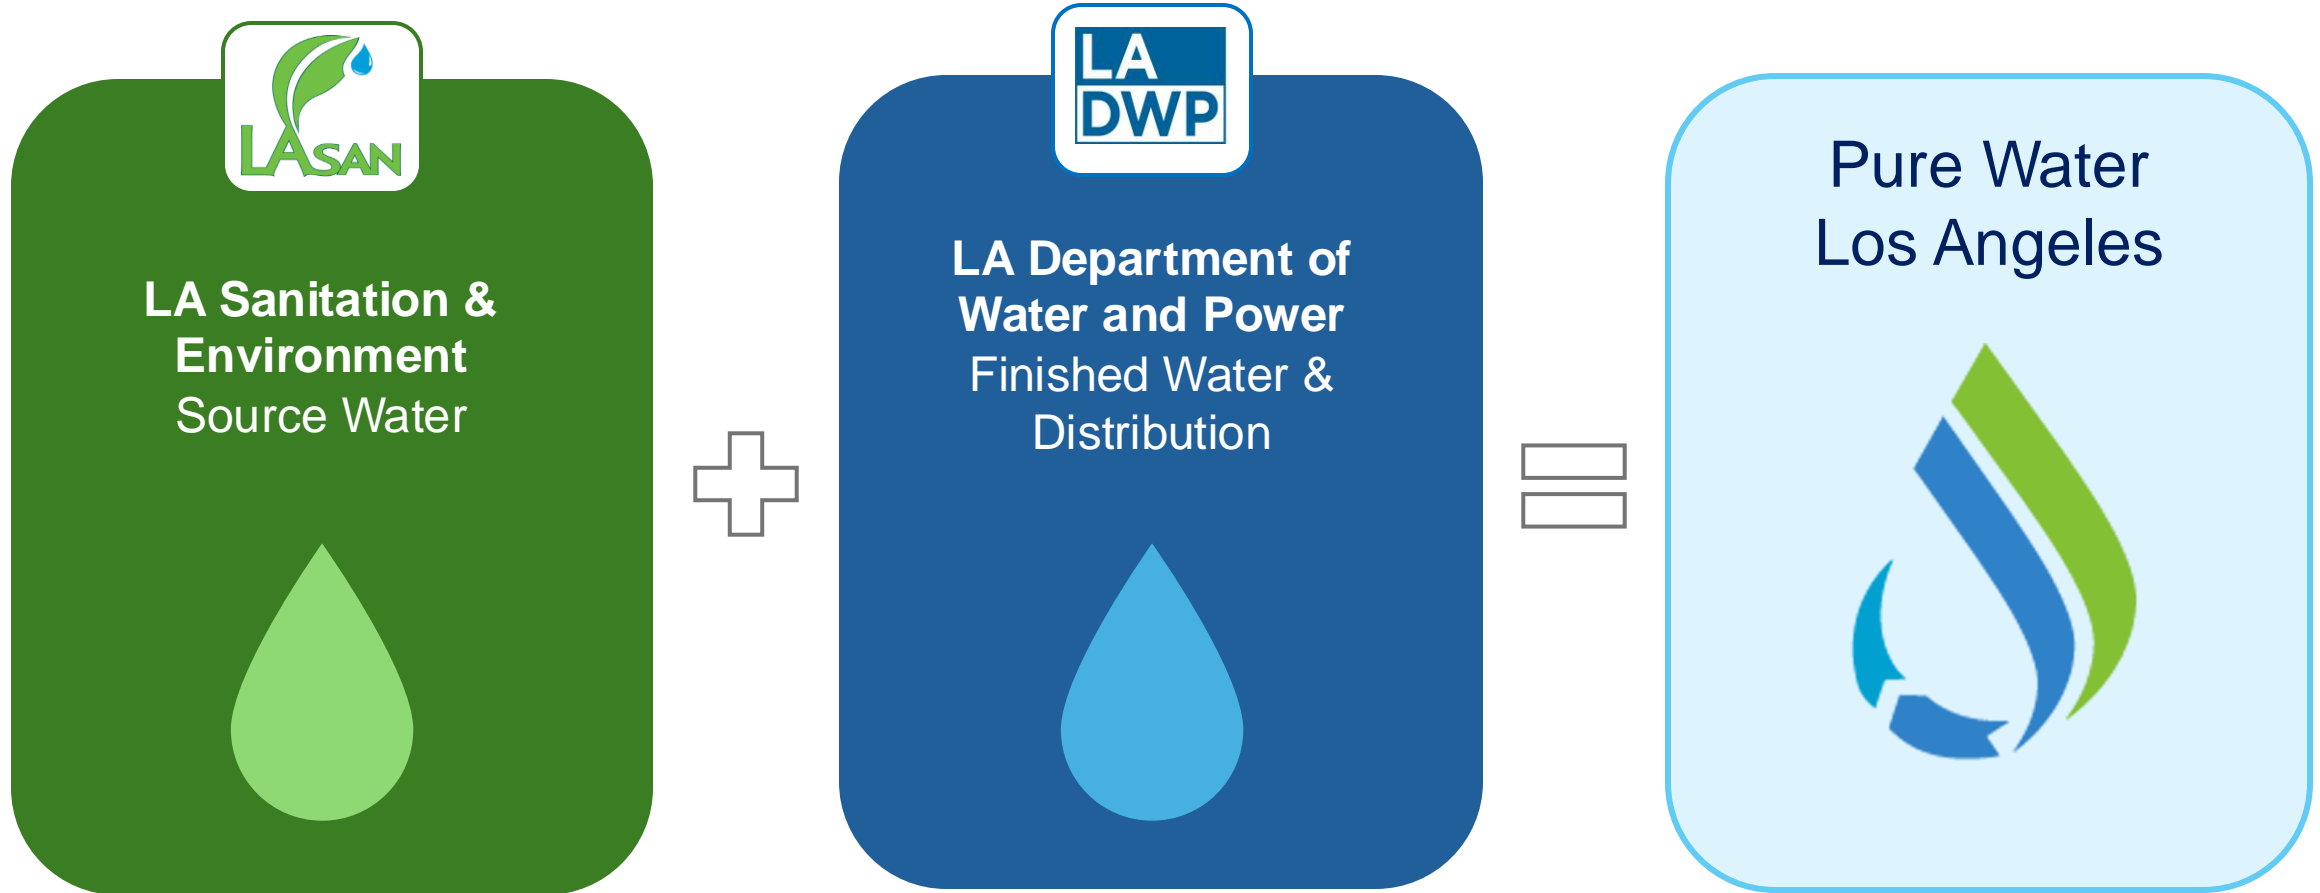 LASAN
LA Sanitation &
Environment
Source Water
LA
DWP
LA Department of
Water and Power
Finished Water &
Distribution
Pure Water
Los Angeles